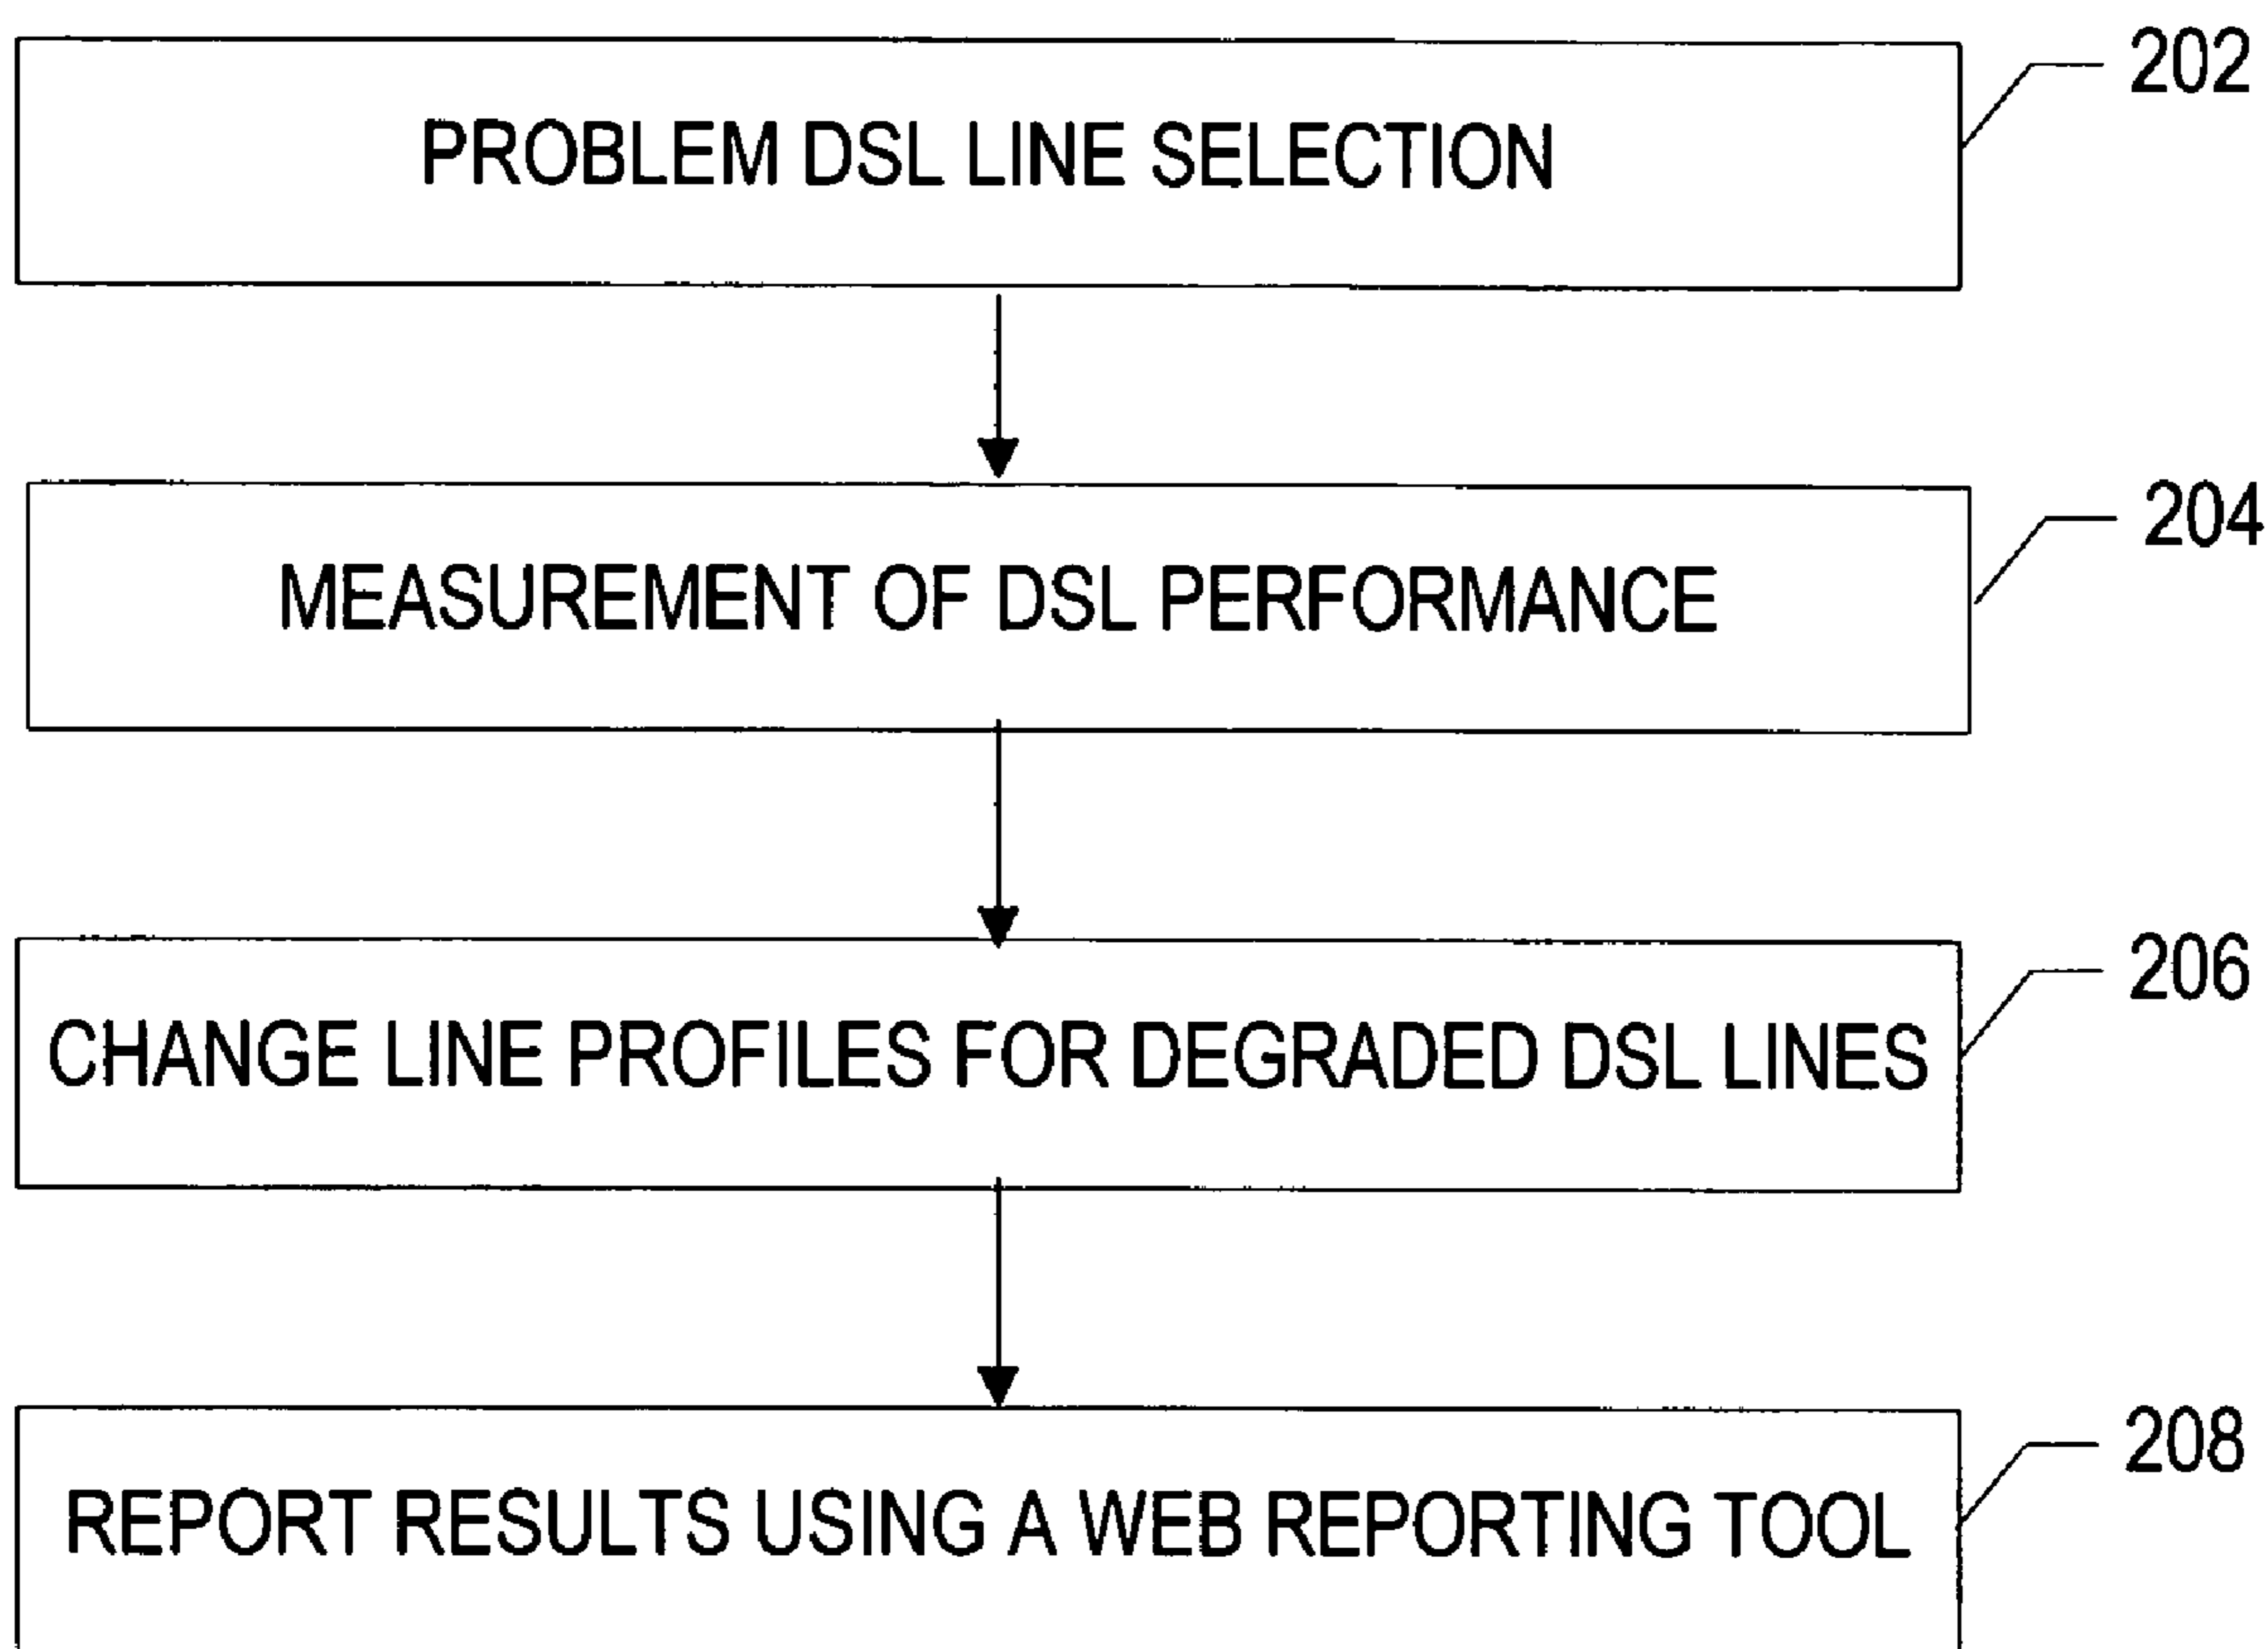 202
PROBLEM DSL LINE SELECTION
204
MEASUREMENT OF DSL PERFORMANCE
206
CHANGE LINE PROFILES FOR DEGRADED DSL LINES
208
REPORT RESULTS USING A WEB REPORTING TOOL